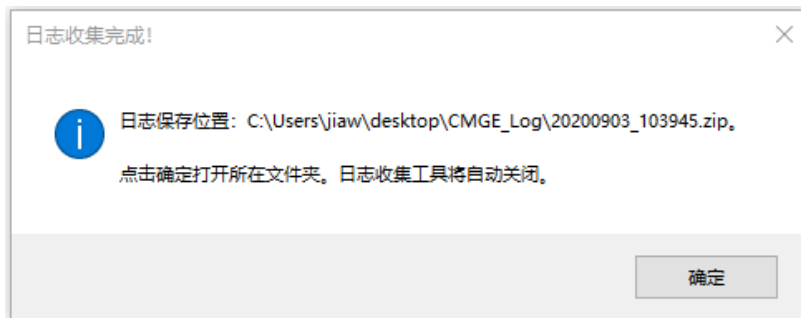 日志收集完成!
日志保存位置：C:\Users\jiaw\desktop\CMGE_Log\20200903_103945.zip。
点击确定打开所在文件夹。日志收集工具将自动关闭。
确定